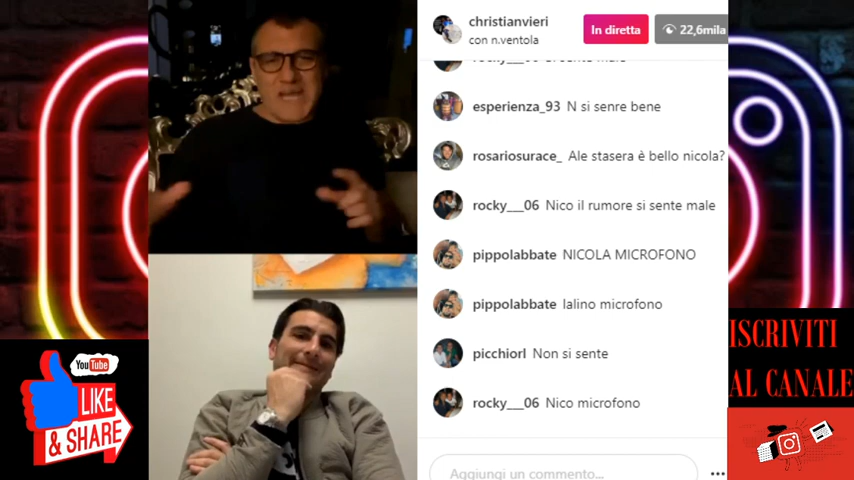 christianvieri
con n.ventola
In diretta
22,6mila
esperienza_93 N si senre bene
rosariosurace_ Ale stasera è bello nicola?
rocky___06 Nico il rumore si sente male
pippolabbate NICOLA MICROFONO
pippolabbate Ialino microfono
picchiorl Non si sente
rocky___06 Nico microfono
Aggiungi un commento...
YouTube
LIKE
& SHARE
ISCRIVITI
AL CANALE